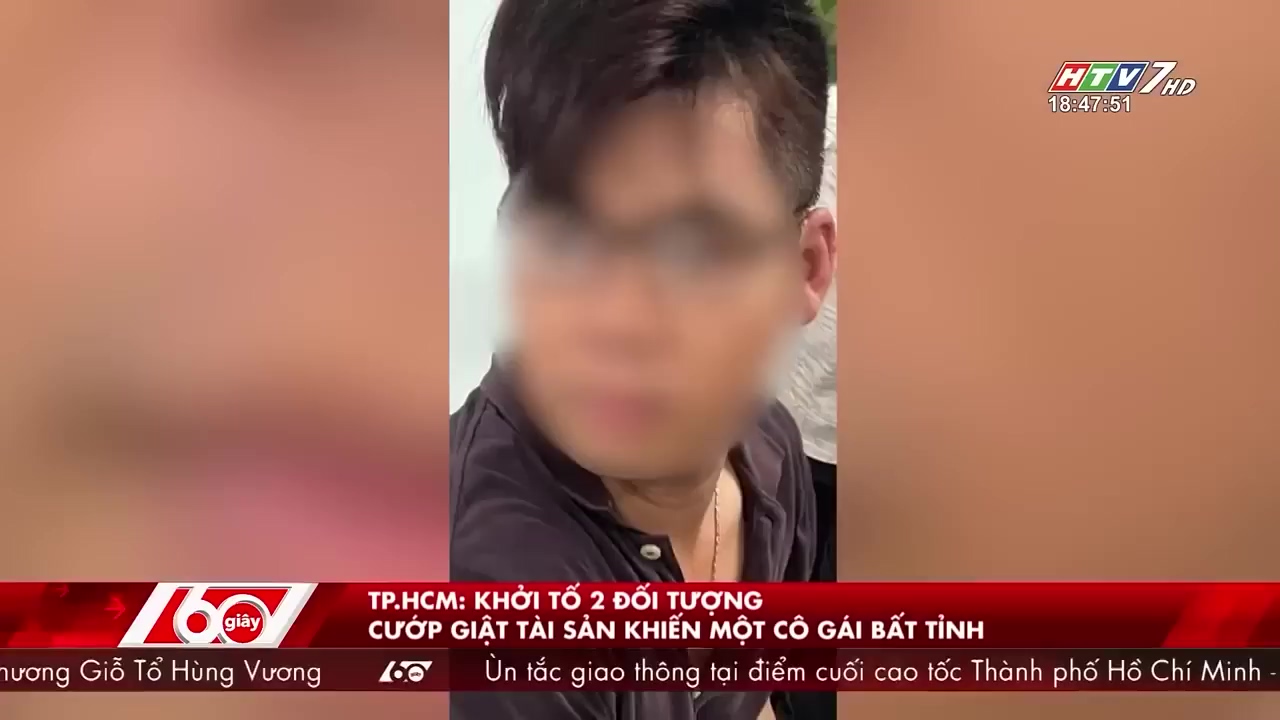 HTV7 HD
18:47:51
60 giây
TP.HCM: KHỞI TỐ 2 ĐỐI TƯỢNG
CƯỚP GIẬT TÀI SẢN KHIẾN MỘT CÔ GÁI BẤT TỈNH
Giỗ Tổ Hùng Vương 60 giây Ùn tắc giao thông tại điểm cuối cao tốc Thành phố Hồ Chí Minh -